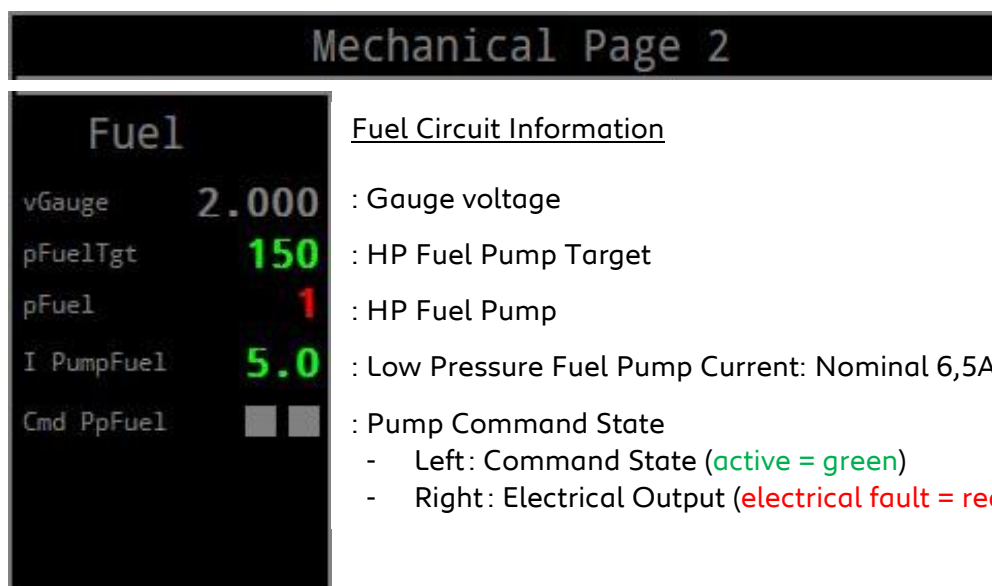 Mechanical Page 2
Fuel
Fuel Circuit Information
vGauge 2.000 : Gauge voltage
pFuelTgt 150 : HP Fuel Pump Target
pFuel 1 : HP Fuel Pump
I PumpFuel 5.0 : Low Pressure Fuel Pump Current: Nominal 6,5A
Cmd PpFuel : Pump Command State
- Left: Command State (active = green)
- Right: Electrical Output (electrical fault =